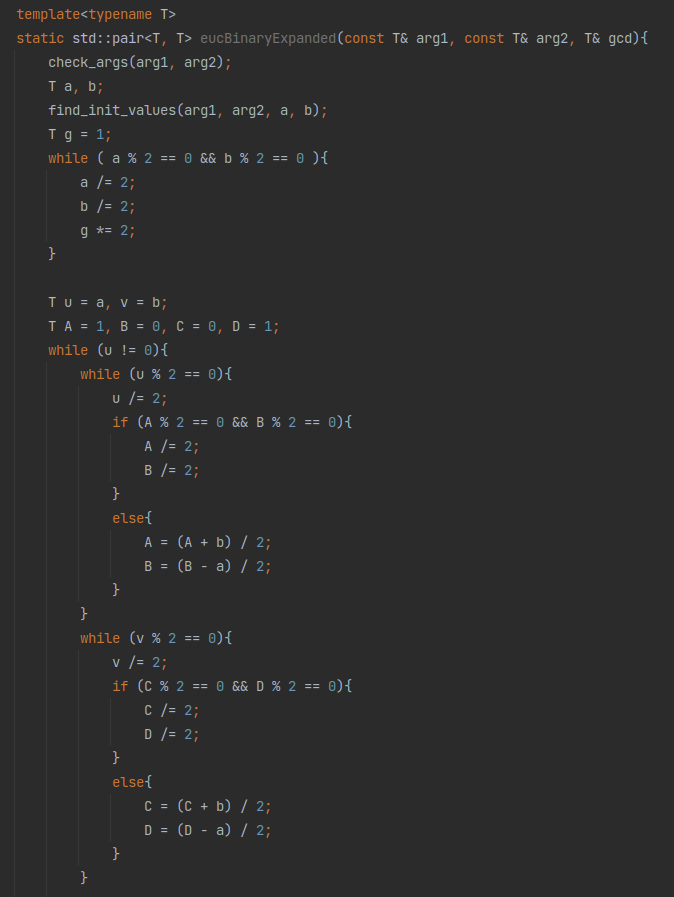 template<typename T>
static std::pair<T, T> eucBinaryExpanded(const T& arg1, const T& arg2, T& gcd){
    check_args(arg1, arg2);
    T a, b;
    find_init_values(arg1, arg2, a, b);
    T g = 1;
    while ( a % 2 == 0 && b % 2 == 0 ){
        a /= 2;
        b /= 2;
        g *= 2;
    }

    T u = a, v = b;
    T A = 1, B = 0, C = 0, D = 1;
    while (u != 0){
        while (u % 2 == 0){
            u /= 2;
            if (A % 2 == 0 && B % 2 == 0){
                A /= 2;
                B /= 2;
            }
            else{
                A = (A + b) / 2;
                B = (B - a) / 2;
            }
        }
        while (v % 2 == 0){
            v /= 2;
            if (C % 2 == 0 && D % 2 == 0){
                C /= 2;
                D /= 2;
            }
            else{
                C = (C + b) / 2;
                D = (D - a) / 2;
            }
        }